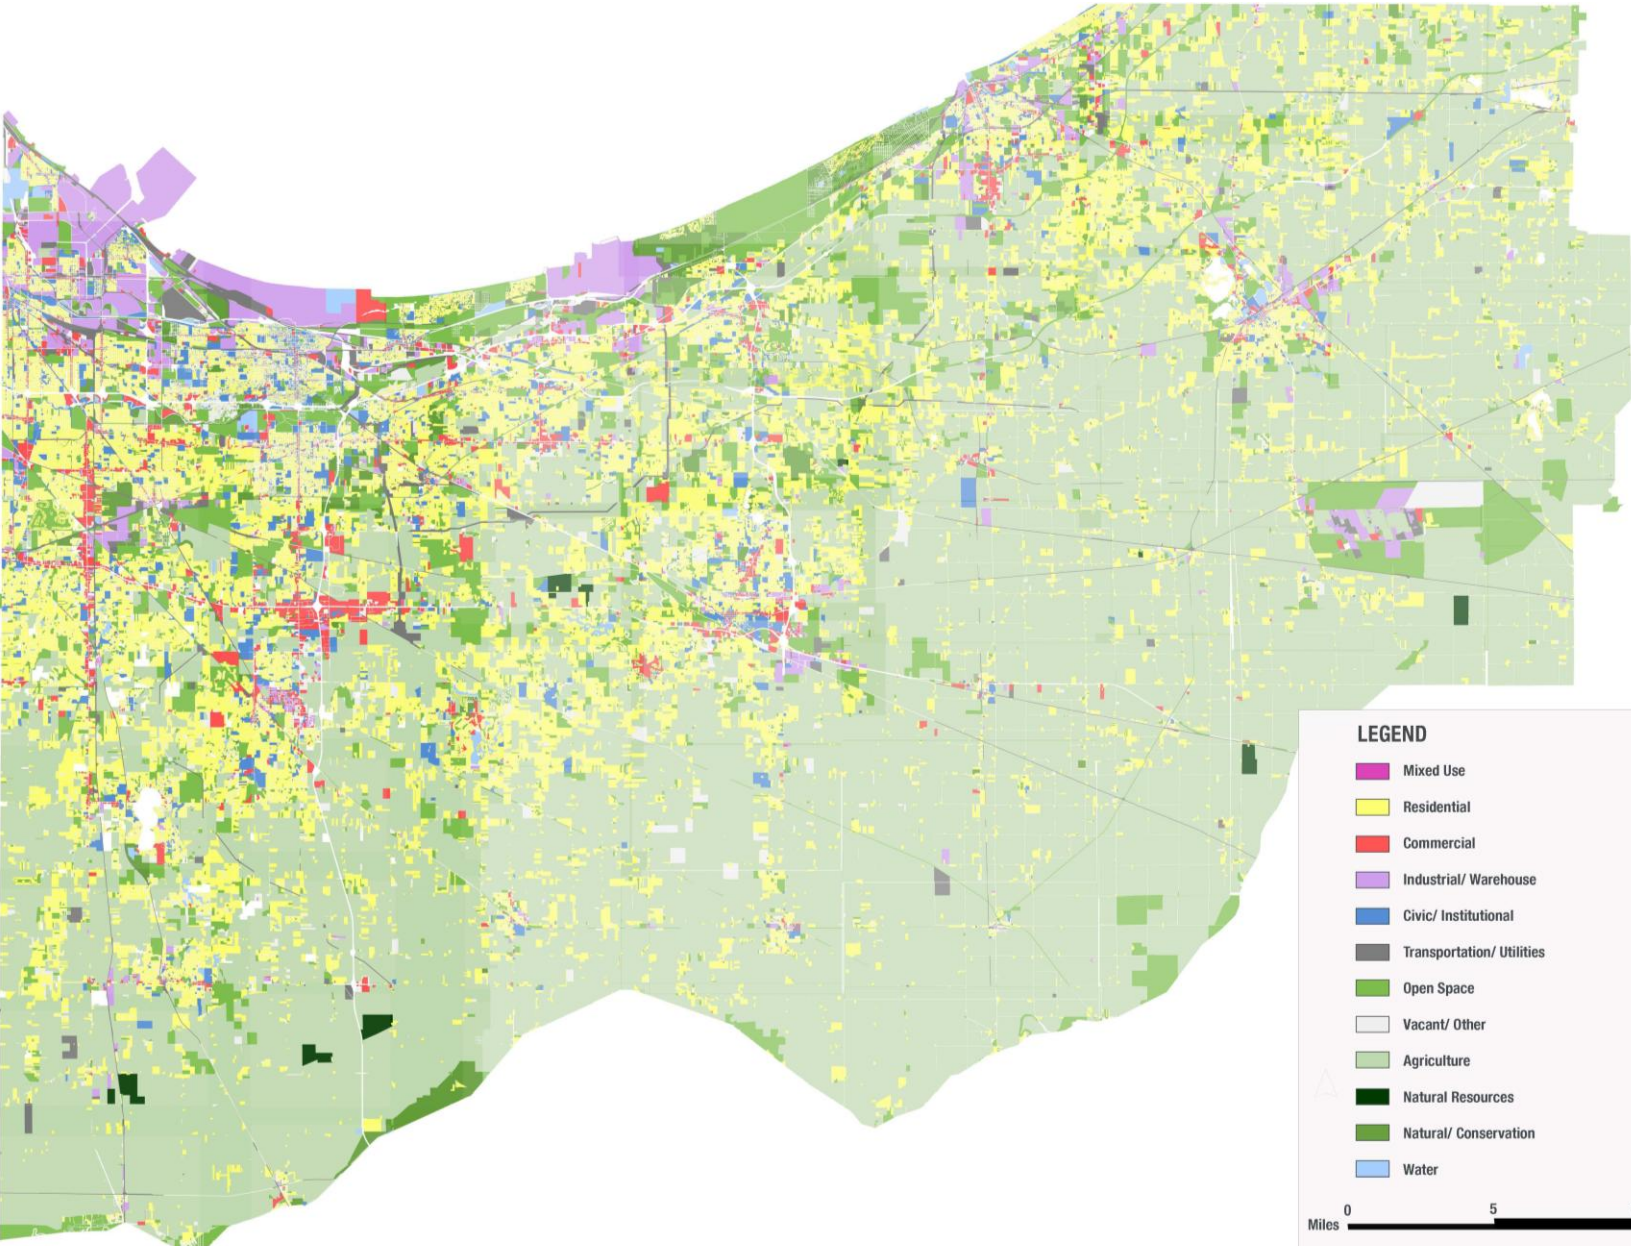 LEGEND
Mixed Use
Residential
Commercial
Industrial/ Warehouse
Civic/ Institutional
Transportation/ Utilities
Open Space
Vacant/ Other
Agriculture
Natural Resources
Natural/ Conservation
Water
0 5
Miles